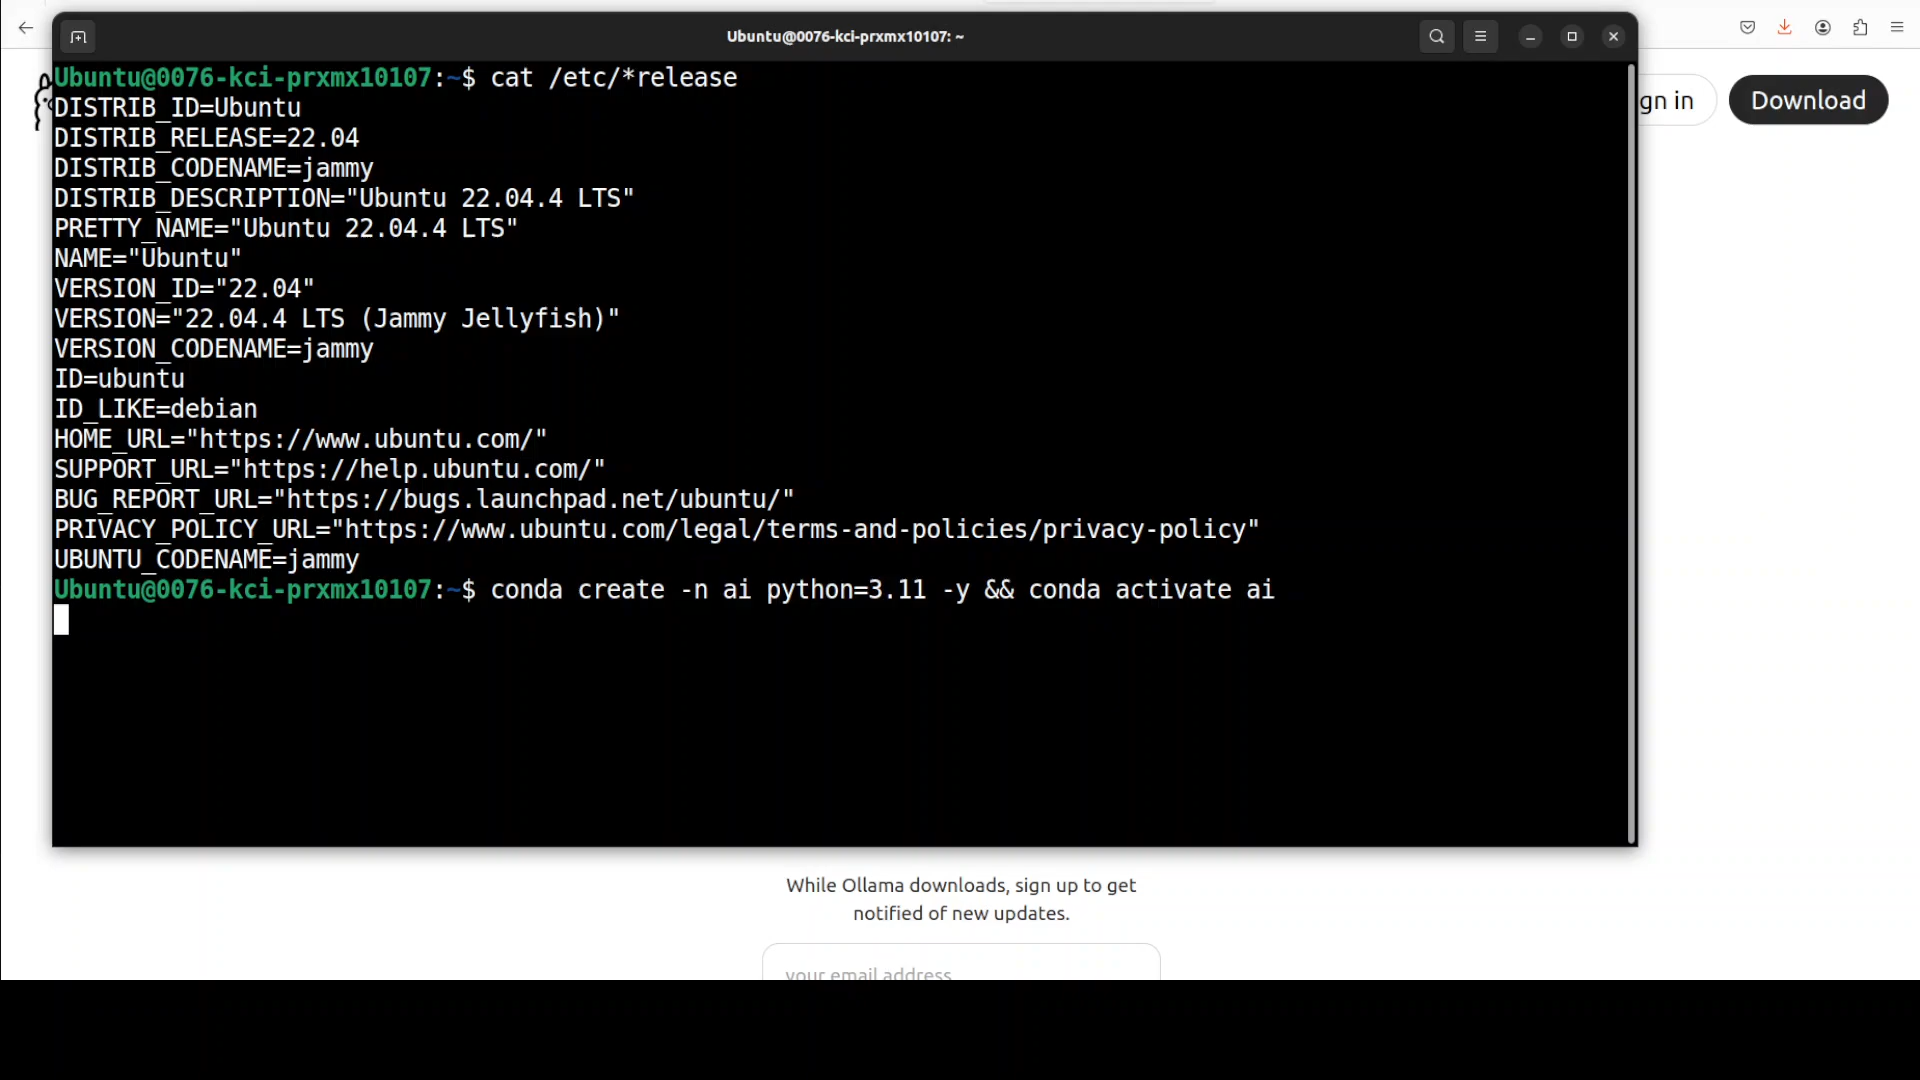 Ubuntu@0076-kci-prxmx10107: ~
Ubuntu@0076-kci-prxmx10107:~$ cat /etc/*release
DISTRIB_ID=Ubuntu
DISTRIB_RELEASE=22.04
DISTRIB_CODENAME=jammy
DISTRIB_DESCRIPTION="Ubuntu 22.04.4 LTS"
PRETTY_NAME="Ubuntu 22.04.4 LTS"
NAME="Ubuntu"
VERSION_ID="22.04"
VERSION="22.04.4 LTS (Jammy Jellyfish)"
VERSION_CODENAME=jammy
ID=ubuntu
ID_LIKE=debian
HOME_URL="https://www.ubuntu.com/"
SUPPORT_URL="https://help.ubuntu.com/"
BUG_REPORT_URL="https://bugs.launchpad.net/ubuntu/"
PRIVACY_POLICY_URL="https://www.ubuntu.com/legal/terms-and-policies/privacy-policy"
UBUNTU_CODENAME=jammy
Ubuntu@0076-kci-prxmx10107:~$ conda create -n ai python=3.11 -y && conda activate ai
gn in
Download
While Ollama downloads, sign up to get
notified of new updates.
your email address